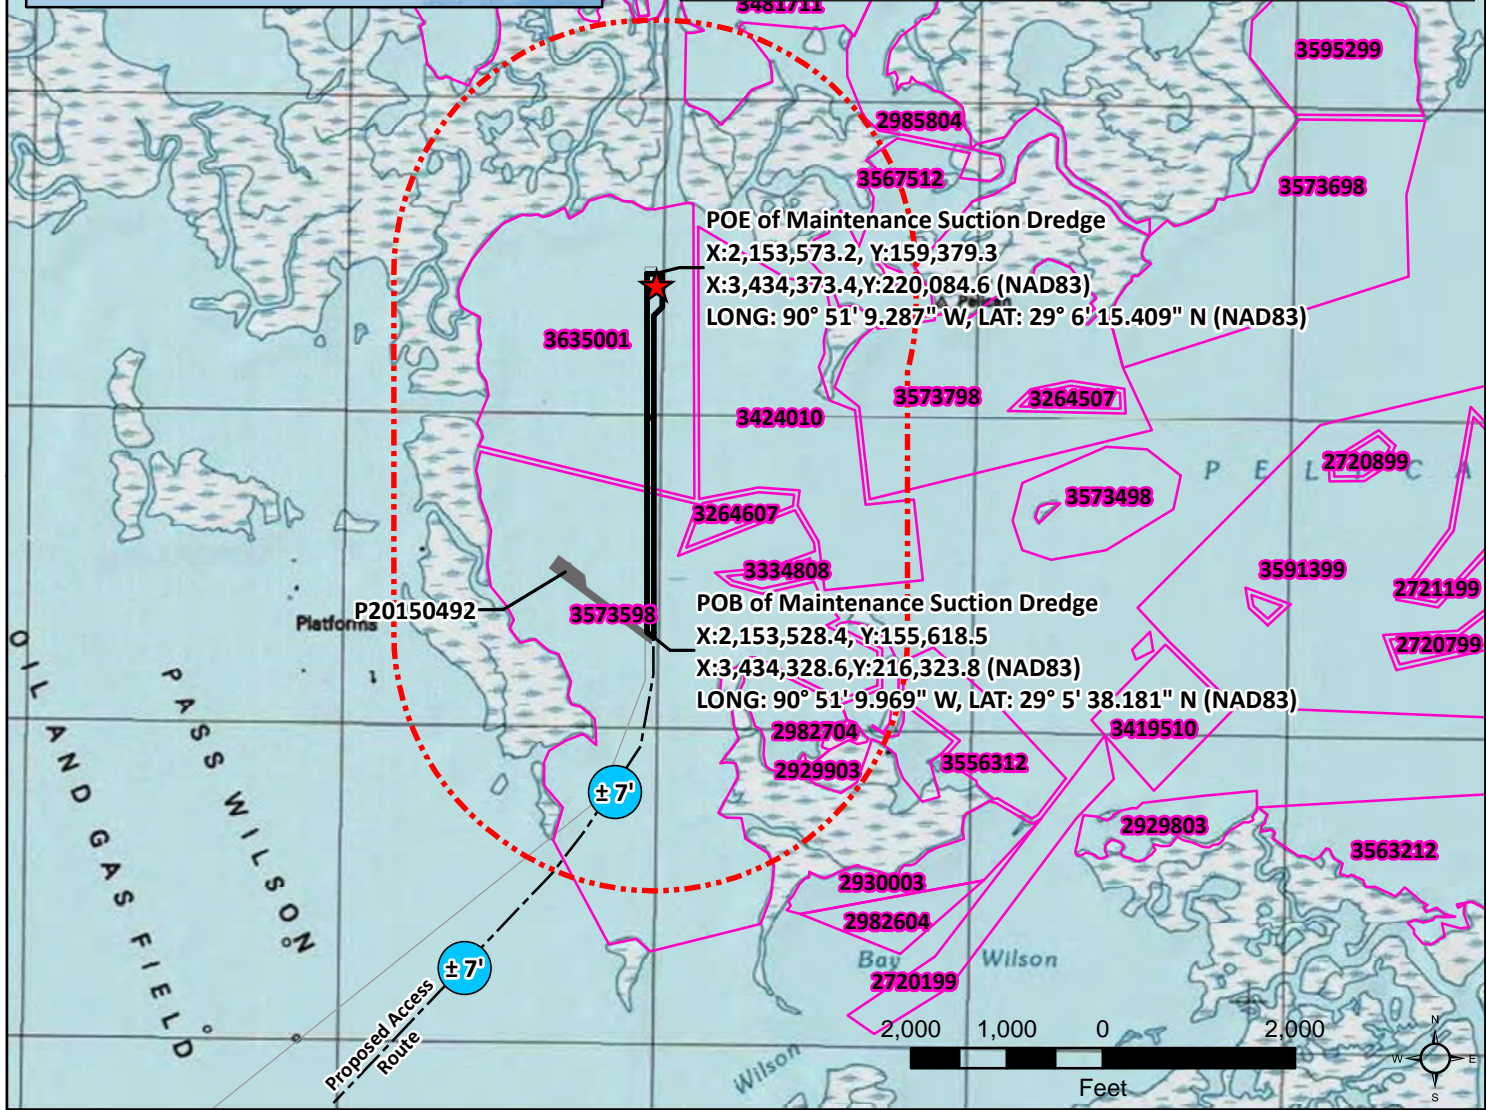 3481711
3595299
2985804
3567512
3573698
POE of Maintenance Suction Dredge
X:2,153,573.2, Y:159,379.3
X:3,434,373.4,Y:220,084.6 (NAD83)
Pelican
LONG: 90° 51' 9.287" W, LAT: 29° 6' 15.409" N (NAD83)
3635001
3573798
3264507
3424010
2720899
P E L I C A
3573498
3264607
3334808
3591399
2721199
P20150492
3573598
Platforms
POB of Maintenance Suction Dredge
X:2,153,528.4, Y:155,618.5
X:3,434,328.6,Y:216,323.8 (NAD83)
LONG: 90° 51' 9.969" W, LAT: 29° 5' 38.181" N (NAD83)
2720799
OIL AND GAS FIELD
PASS WILSON
2982704
3419510
2929903
3556312
± 7'
2929803
3563212
2930003
2982604
Bay Wilson
± 7'
2720199
Proposed Access
Route
Wilson
2,000 1,000 0 2,000
Feet
N
W E
S